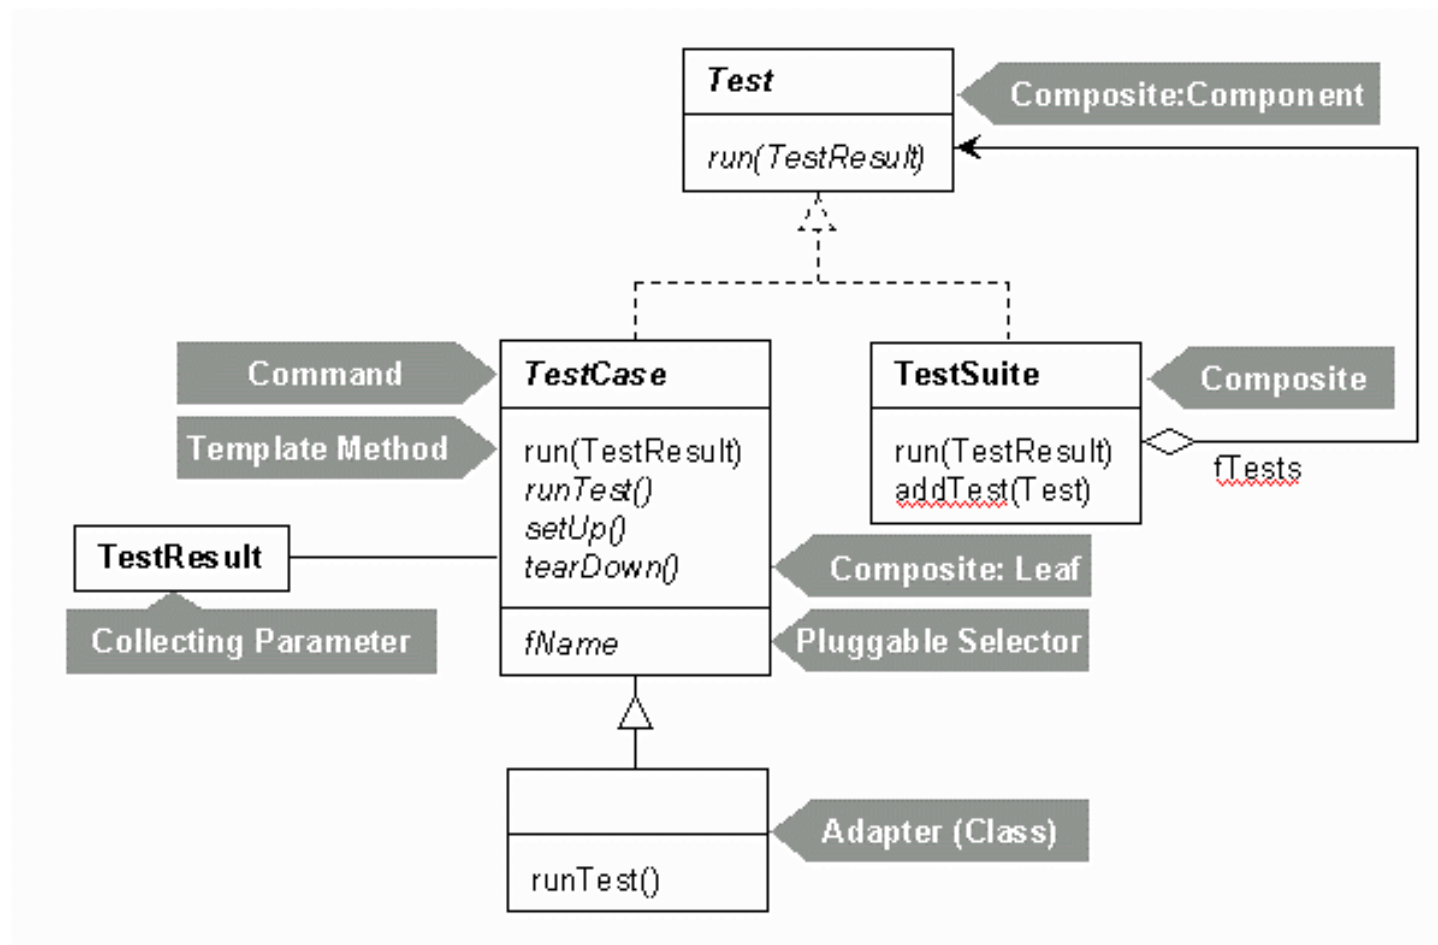 Test
Composite:Component
run(TestResult)
Command
TestCase
TestSuite
Composite
Template Method
run(TestResult)
runTest()
setUp()
tearDown()
run(TestResult)
addTest(Test)
fTests
TestResult
Composite: Leaf
Collecting Parameter
fName
Pluggable Selector
Adapter (Class)
runTest()